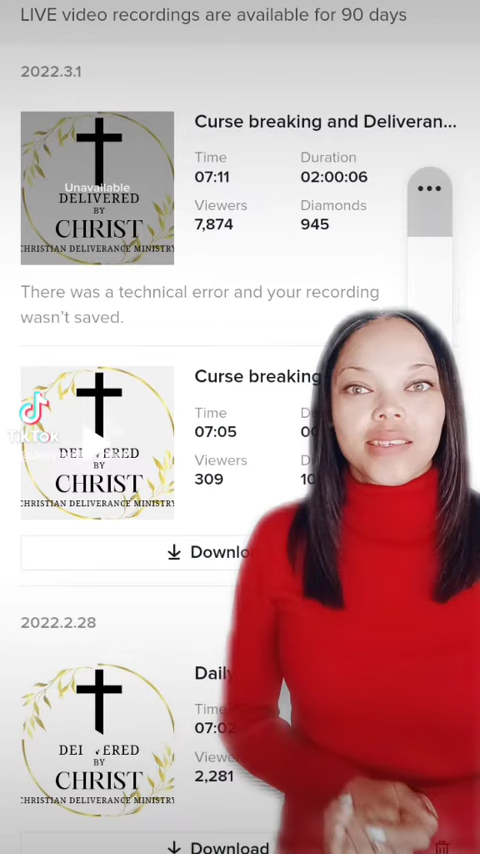 LIVE video recordings are available for 90 days
2022.3.1
Curse breaking and Deliveran...
Time
Duration
07:11
02:00:06
Viewers
Diamonds
7,874
945
Unavailable
DELIVERED
BY
CHRIST
CHRISTIAN DELIVERANCE MINISTRY
There was a technical error and your recording
wasn't saved.
Curse breaking
Time
07:05
Viewers
309
DELIVERED
BY
CHRIST
CHRISTIAN DELIVERANCE MINISTRY
TikTok
2022.2.28
Daily
Time
07:02
2,281
BY
CHRIST
CHRISTIAN DELIVERANCE MINISTRY
Download